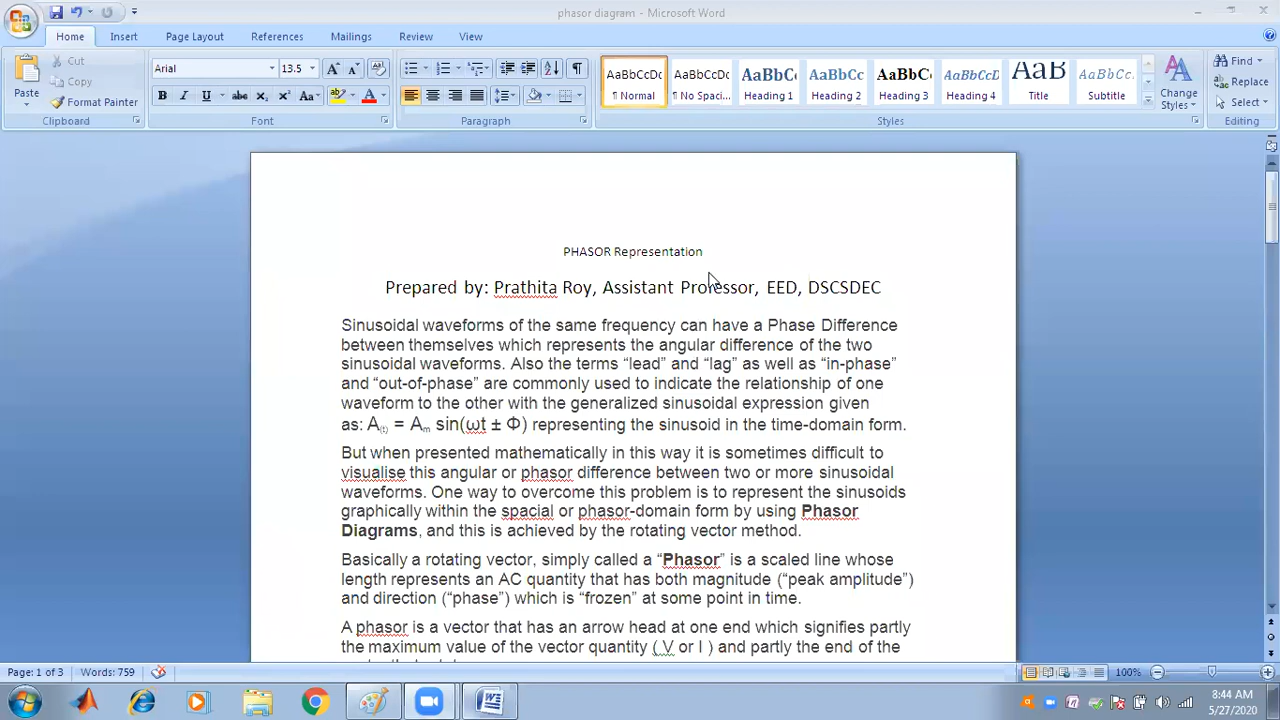 phasor diagram - Microsoft Word
Home Insert Page Layout References Mailings Review View
Paste Cut Copy Format Painter
Arial 13.5
AaBbCcDc AaBbCcDc AaBbC AaBbCc AaBbC AaBbCcD AaB AaBbCcL
¶ Normal ¶ No Spaci... Heading 1 Heading 2 Heading 3 Heading 4 Title Subtitle
Change Styles
Find Replace Select
Clipboard Font Paragraph Styles Editing
PHASOR Representation
Prepared by: Prathita Roy, Assistant Professor, EED, DSCSDEC
Sinusoidal waveforms of the same frequency can have a Phase Difference
between themselves which represents the angular difference of the two
sinusoidal waveforms. Also the terms “lead” and “lag” as well as “in-phase”
and “out-of-phase” are commonly used to indicate the relationship of one
waveform to the other with the generalized sinusoidal expression given
as: A(t) = Am sin(ωt ± Φ) representing the sinusoid in the time-domain form.
But when presented mathematically in this way it is sometimes difficult to
visualise this angular or phasor difference between two or more sinusoidal
waveforms. One way to overcome this problem is to represent the sinusoids
graphically within the spacial or phasor-domain form by using Phasor
Diagrams, and this is achieved by the rotating vector method.
Basically a rotating vector, simply called a “Phasor” is a scaled line whose
length represents an AC quantity that has both magnitude (“peak amplitude”)
and direction (“phase”) which is “frozen” at some point in time.
A phasor is a vector that has an arrow head at one end which signifies partly
the maximum value of the vector quantity ( V or I ) and partly the end of the
Page: 1 of 3 Words: 759 100%
8:44 AM
5/27/2020